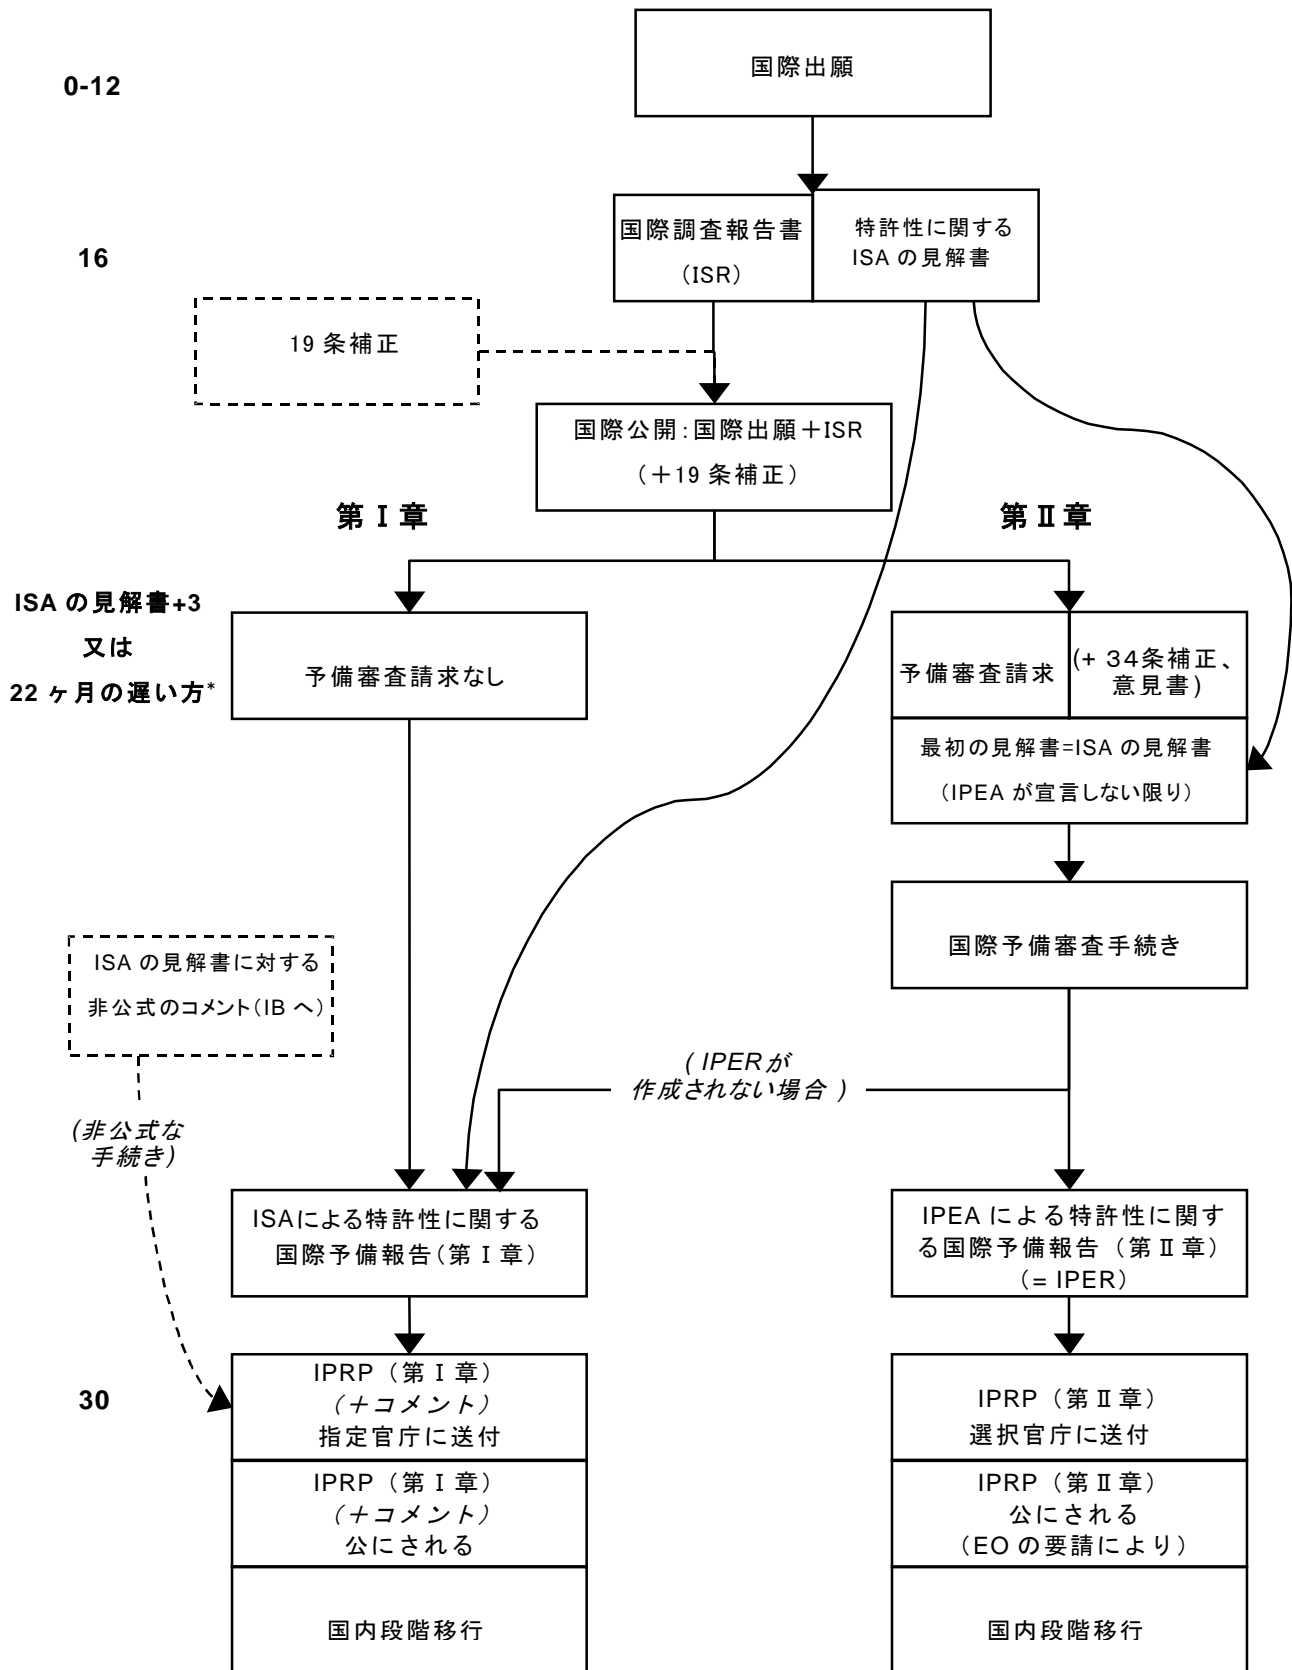 国際出願
0-12
国際調査報告書
(ISR)
特許性に関する
ISA の見解書
16
19 条補正
国際公開:国際出願+ISR
(+19 条補正)
第 Ⅰ 章
第 Ⅱ 章
ISA の見解書+3
又は
22 ヶ月の遅い方*
予備審査請求なし
予備審査請求
(+ 34条補正、
意見書)
最初の見解書=ISA の見解書
(IPEA が宣言しない限り)
国際予備審査手続き
ISA の見解書に対する
非公式のコメント(IB へ)
( IPERが
作成されない場合 )
(非公式な
手続き)
ISAによる特許性に関する
国際予備報告(第 Ⅰ 章)
IPEA による特許性に関す
る国際予備報告 (第 Ⅱ 章)
(= IPER)
30
IPRP (第 Ⅰ 章)
(+コメント)
指定官庁に送付
IPRP (第 Ⅱ 章)
選択官庁に送付
IPRP (第 Ⅰ 章)
(+コメント)
公にされる
IPRP (第 Ⅱ 章)
公にされる
(EO の要請により)
国内段階移行
国内段階移行